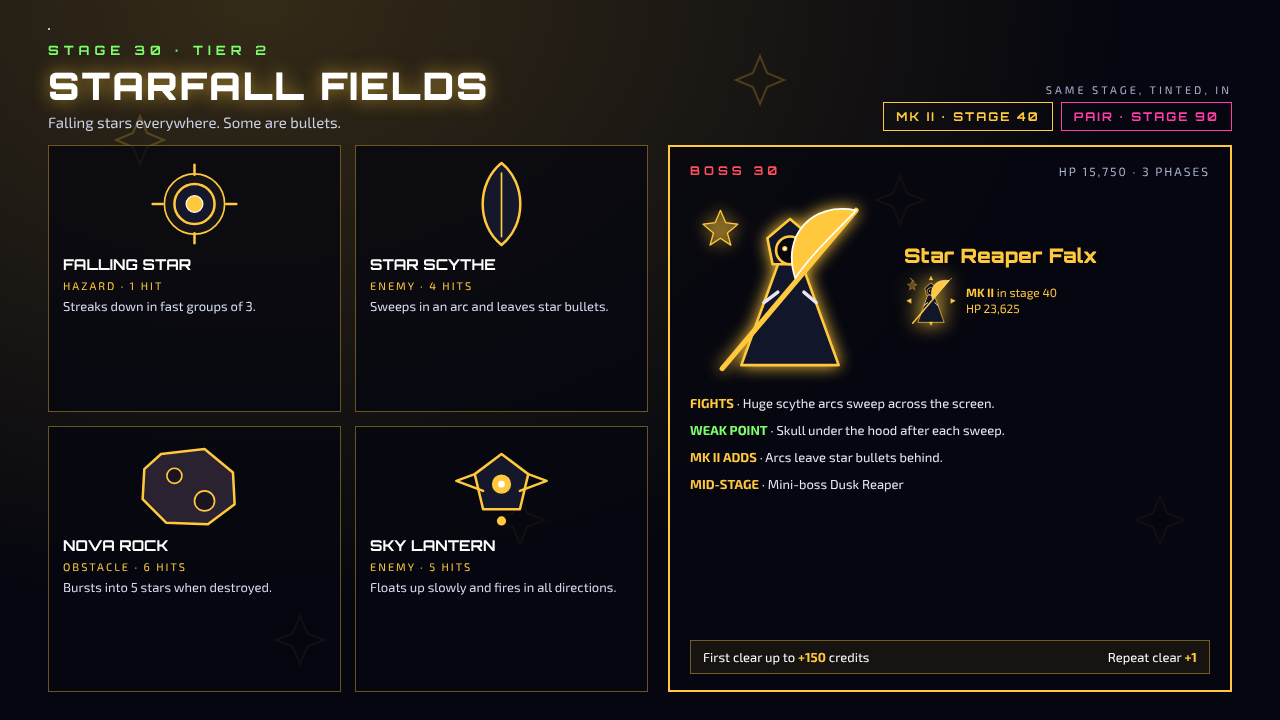 STAGE 30 · TIER 2
STARFALL FIELDS
Falling stars everywhere. Some are bullets.
SAME STAGE, TINTED, IN
MK II · STAGE 40
PAIR · STAGE 90
FALLING STAR
HAZARD · 1 HIT
Streaks down in fast groups of 3.
STAR SCYTHE
ENEMY · 4 HITS
Sweeps in an arc and leaves star bullets.
NOVA ROCK
OBSTACLE · 6 HITS
Bursts into 5 stars when destroyed.
SKY LANTERN
ENEMY · 5 HITS
Floats up slowly and fires in all directions.
BOSS 30
HP 15,750 · 3 PHASES
Star Reaper Falx
MK II in stage 40
HP 23,625
FIGHTS · Huge scythe arcs sweep across the screen.
WEAK POINT · Skull under the hood after each sweep.
MK II ADDS · Arcs leave star bullets behind.
MID-STAGE · Mini-boss Dusk Reaper
First clear up to +150 credits
Repeat clear +1